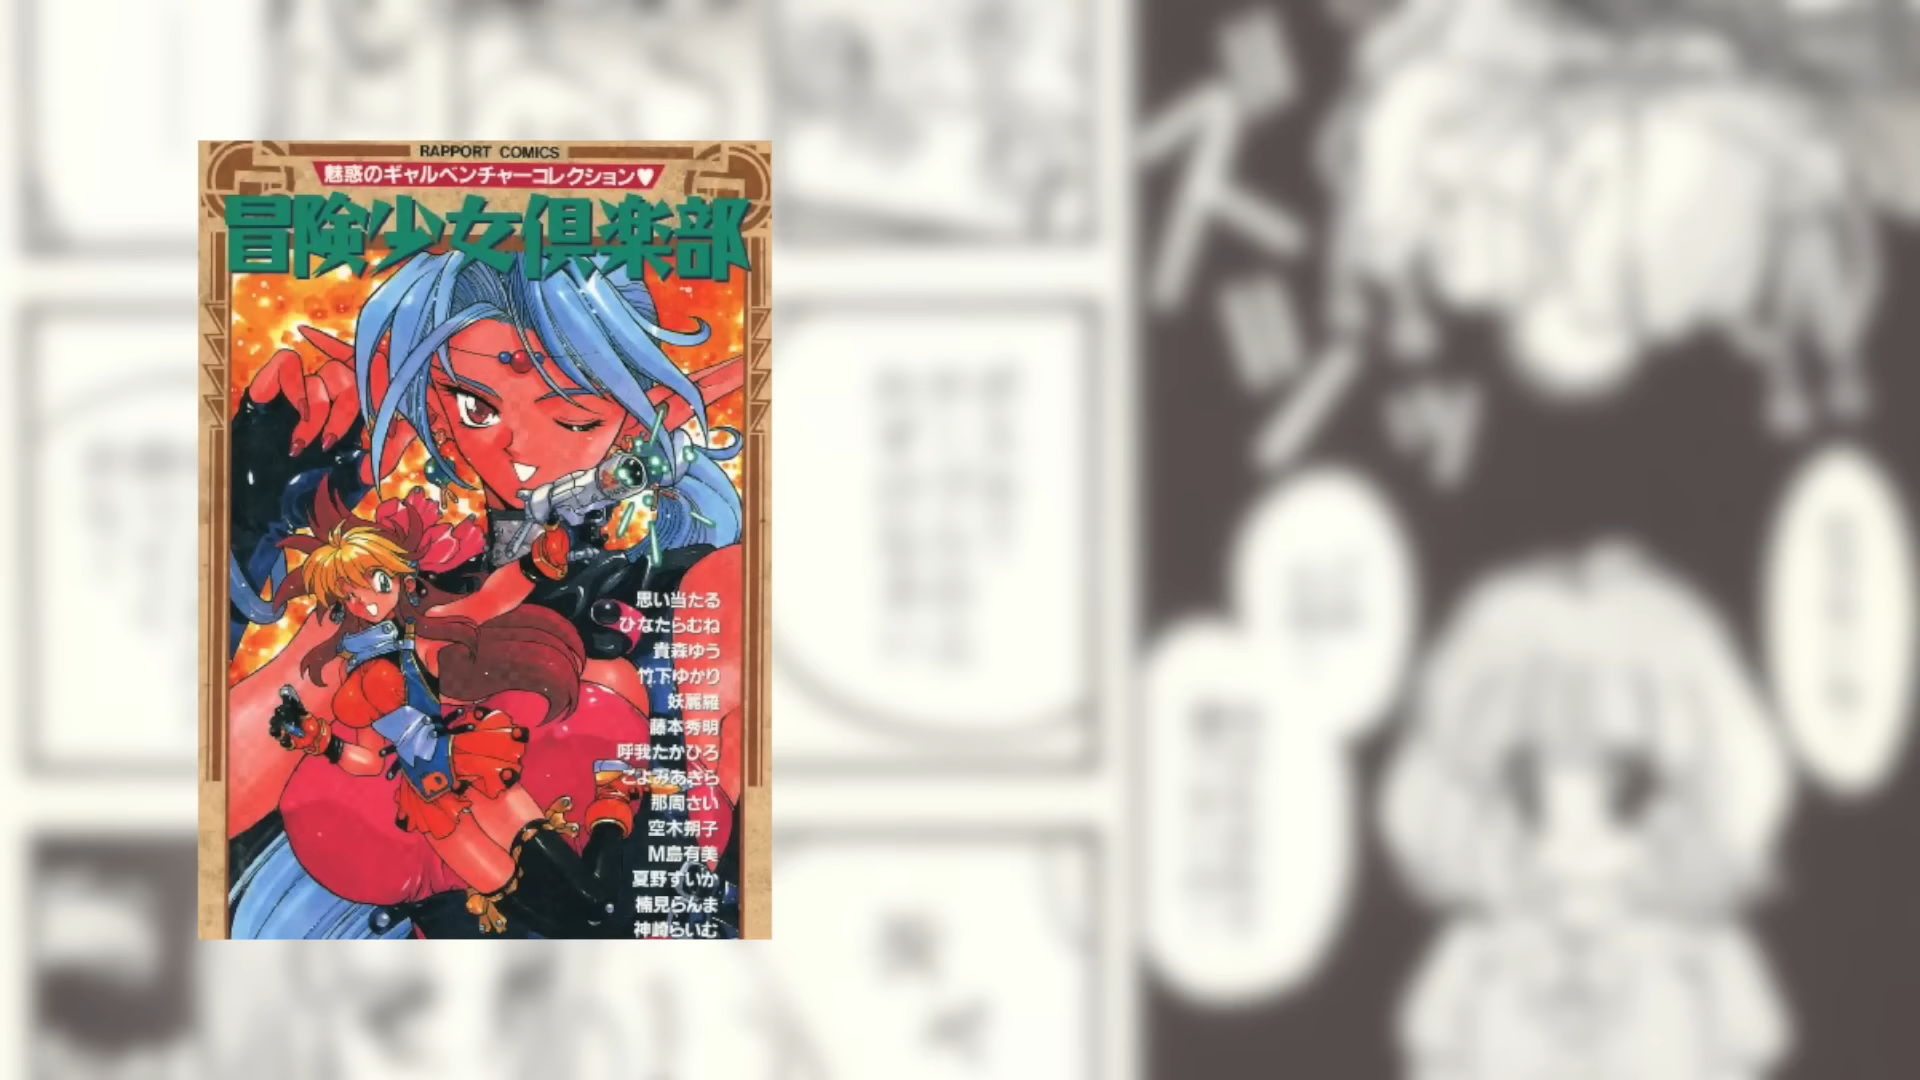 RAPPORT COMICS
魅惑のギャルベンチャーコレクション♥
冒険少女倶楽部
思い当たる
ひなたらむね
貴森ゆう
竹下ゆかり
妖麗羅
藤本秀明
呼我たかひろ
こよみあきら
那周さい
空木朔子
M島有美
夏野すいか
楠見らんま
神崎らいむ